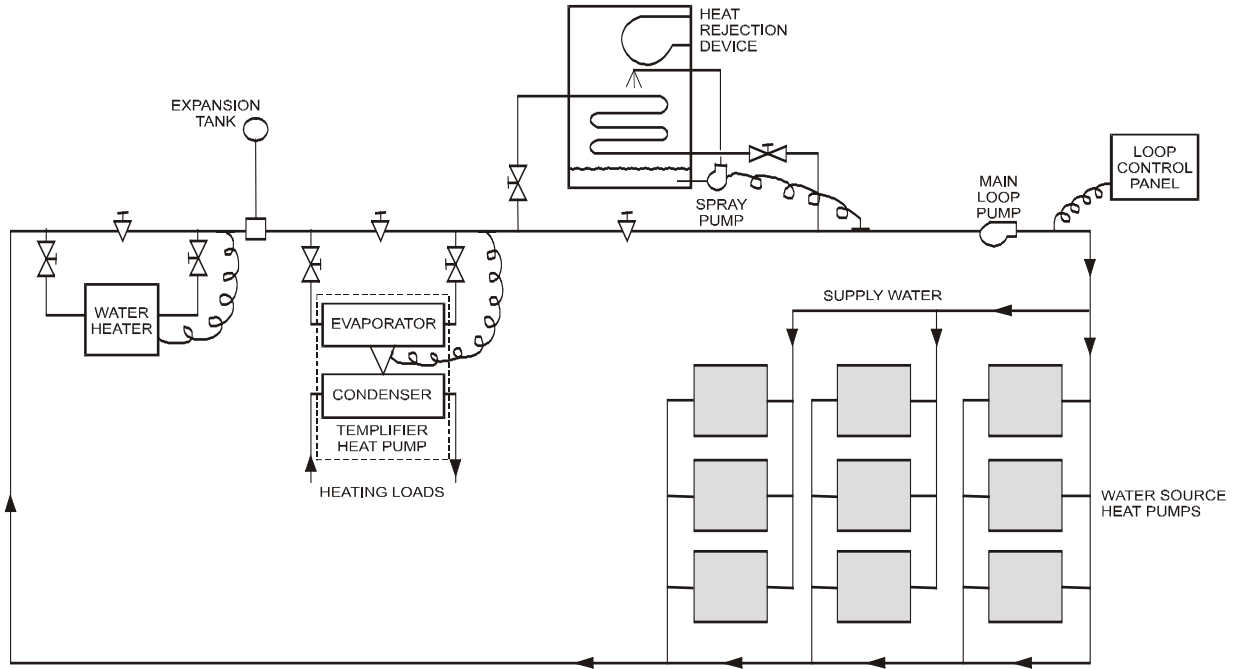 HEAT
REJECTION
DEVICE
EXPANSION
TANK
LOOP
CONTROL
PANEL
MAIN
LOOP
PUMP
SPRAY
PUMP
WATER
HEATER
EVAPORATOR
CONDENSER
TEMPLIFIER
HEAT PUMP
HEATING LOADS
SUPPLY WATER
WATER SOURCE
HEAT PUMPS